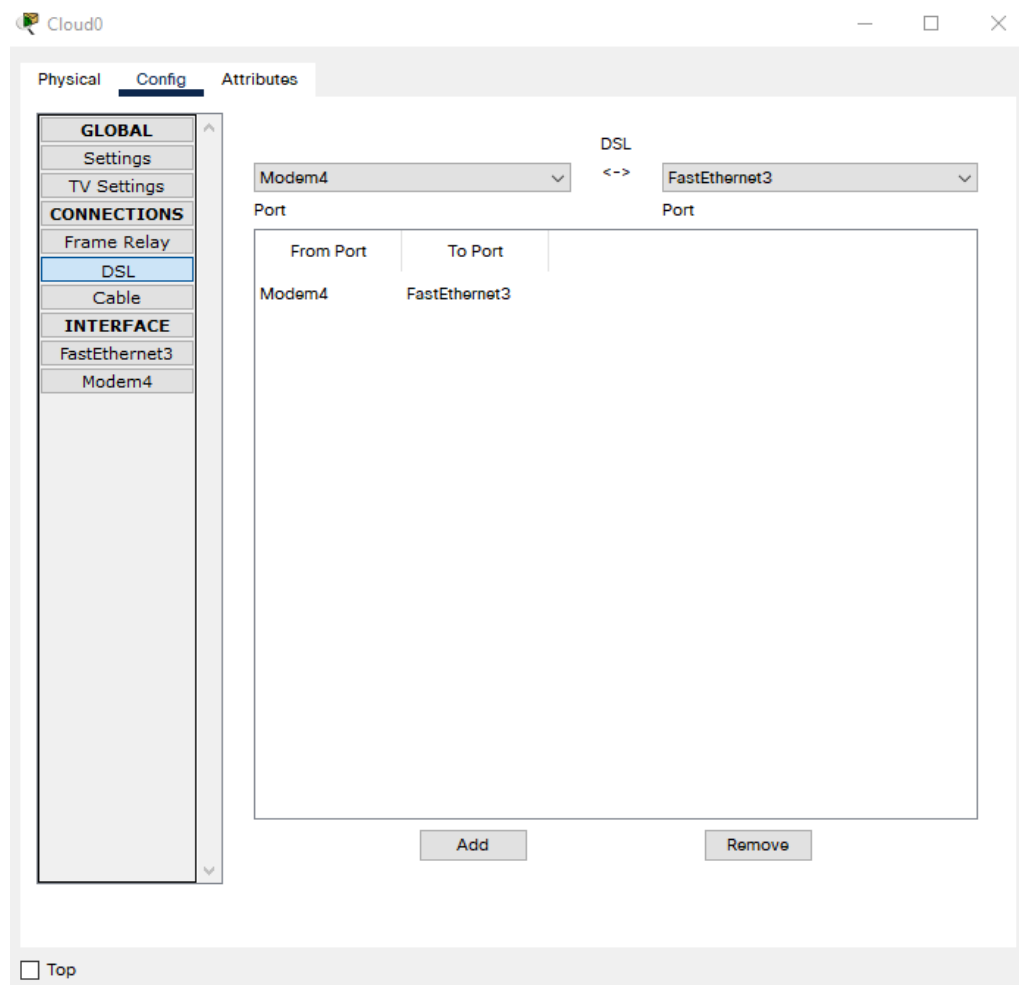 Cloud0
Physical Config Attributes
GLOBAL
Settings
TV Settings
CONNECTIONS
Frame Relay
DSL
Cable
INTERFACE
FastEthernet3
Modem4
DSL
Modem4 <-> FastEthernet3
Port Port
From Port To Port
Modem4 FastEthernet3
Add Remove
Top